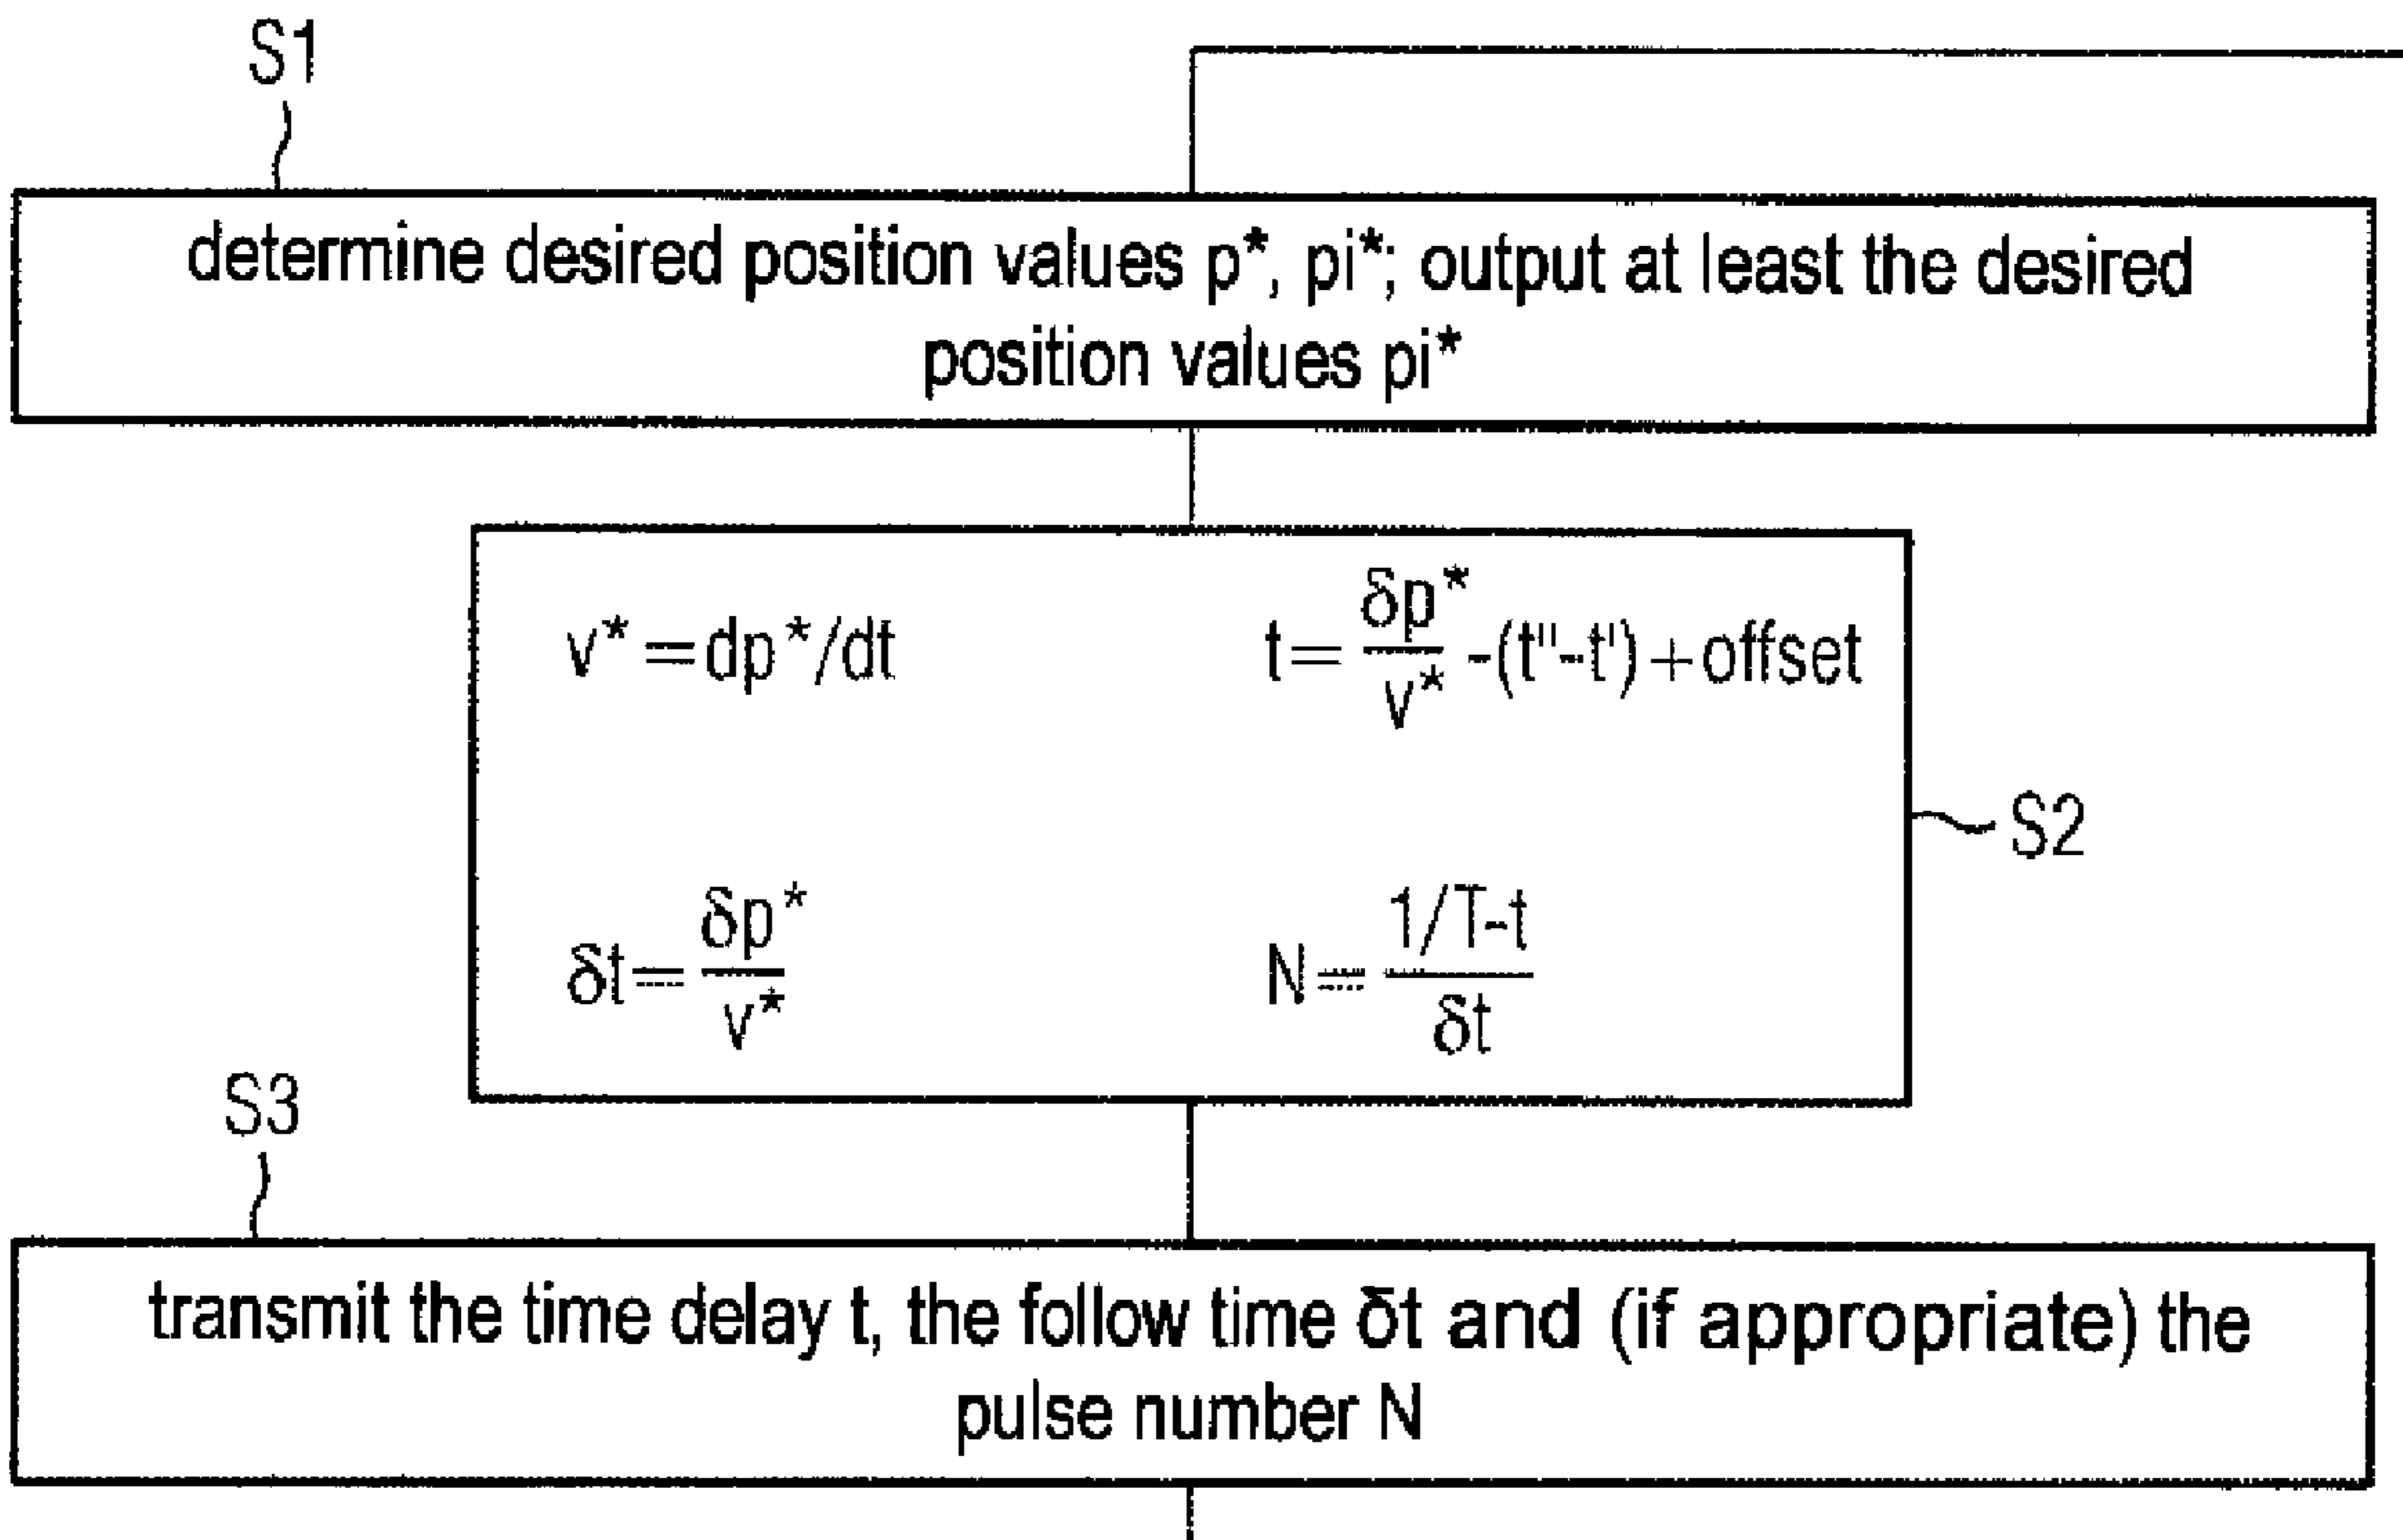 S1
determine desired position values p*, pi*; output at least the desired
position values pi*
v*=dp*/dt
t=δp*/v* -(t''-t')+offset
S2
δt=δp*/v*
N=1/T-t/δt
S3
transmit the time delay t, the follow time δt and (if appropriate) the
pulse number N